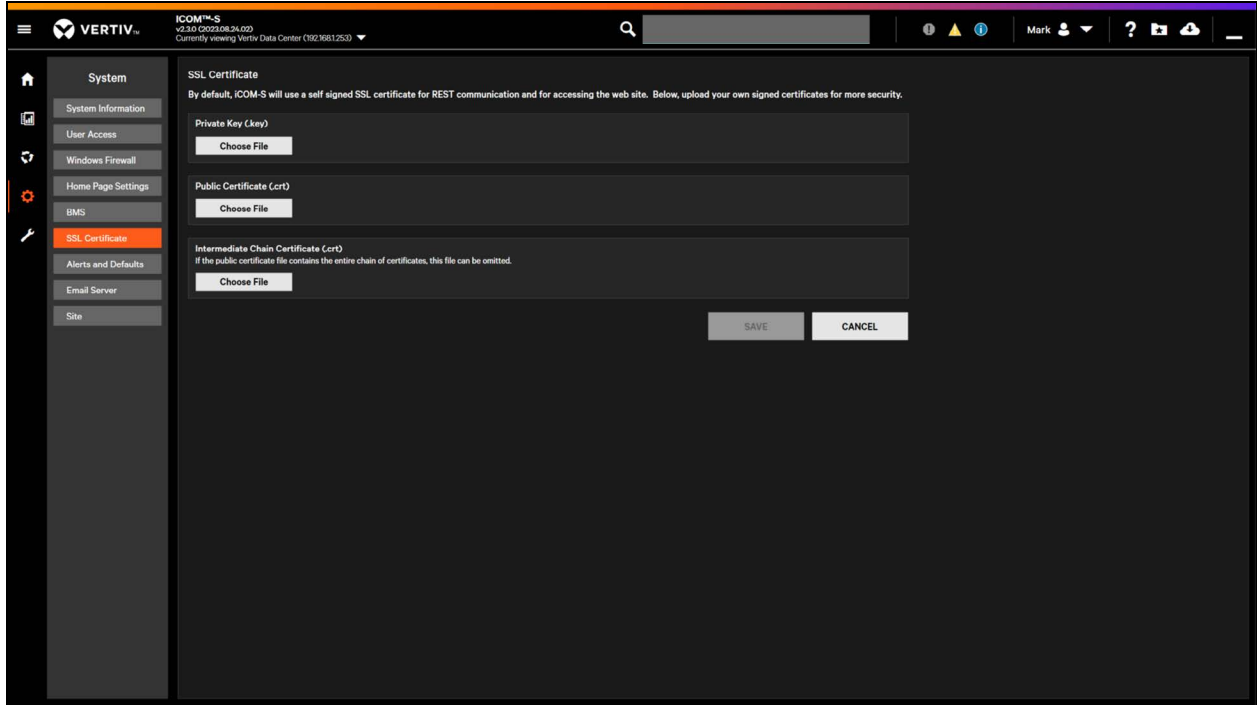 VERTIV™
ICOM™-S
v2.3.0 (2023.08.24.02)
Currently viewing Vertiv Data Center (192.168.1.253)
Mark
?
System
System Information
User Access
Windows Firewall
Home Page Settings
BMS
SSL Certificate
Alerts and Defaults
Email Server
Site
SSL Certificate
By default, iCOM-S will use a self signed SSL certificate for REST communication and for accessing the web site. Below, upload your own signed certificates for more security.
Private Key (.key)
Choose File
Public Certificate (.crt)
Choose File
Intermediate Chain Certificate (.crt)
If the public certificate file contains the entire chain of certificates, this file can be omitted.
Choose File
SAVE
CANCEL